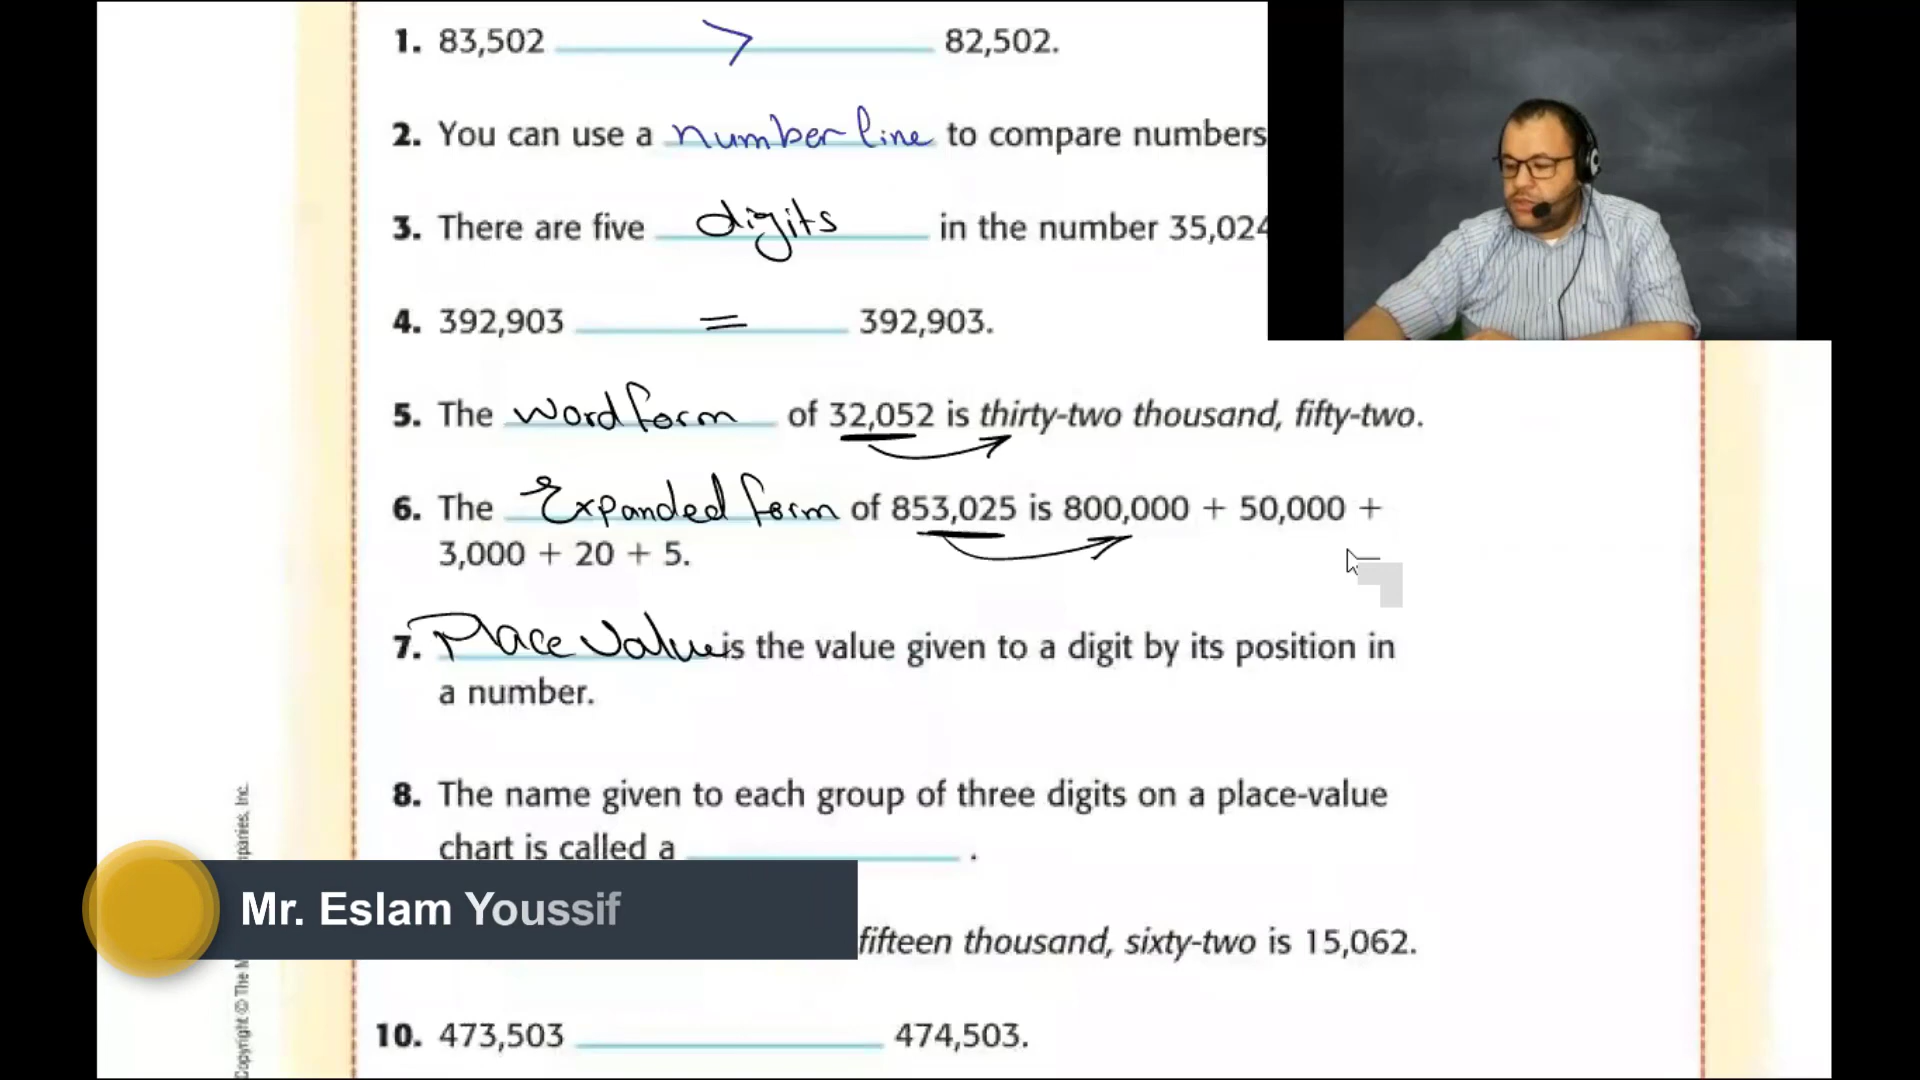 1. 83,502 > 82,502.
2. You can use a number line to compare numbers
3. There are five digits in the number 35,024
4. 392,903 = 392,903.
5. The word form of 32,052 is thirty-two thousand, fifty-two.
6. The Expanded form of 853,025 is 800,000 + 50,000 +
3,000 + 20 + 5.
7. Place Value is the value given to a digit by its position in
a number.
8. The name given to each group of three digits on a place-value
chart is called a .
Mr. Eslam Youssif
fifteen thousand, sixty-two is 15,062.
10. 473,503 474,503.
Copyright © The M
panies, Inc.